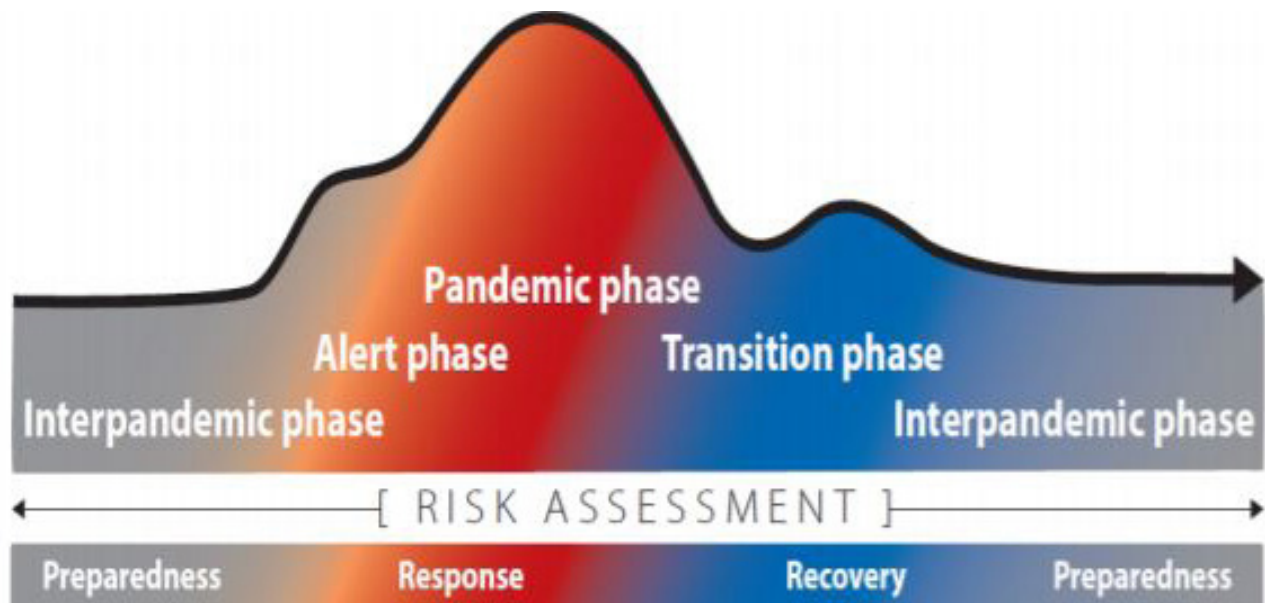 Pandemic phase
Alert phase
Transition phase
Interpandemic phase
Interpandemic phase
[ RISK ASSESSMENT ]
Preparedness
Response
Recovery
Preparedness